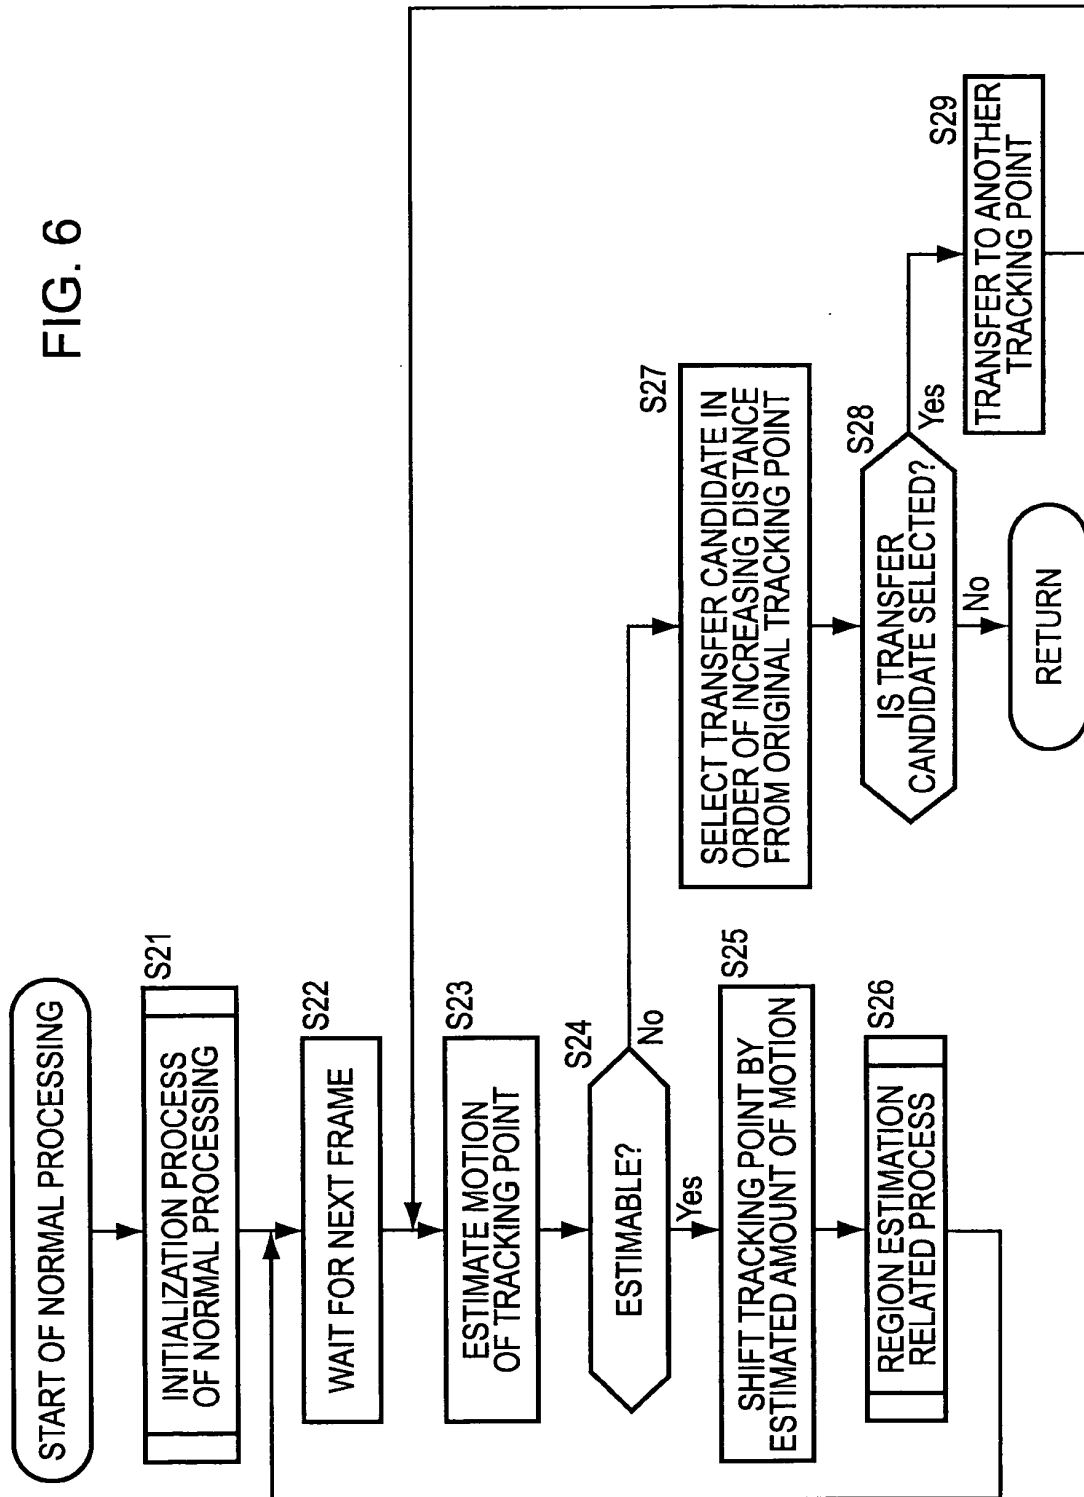 FIG. 6
START OF NORMAL PROCESSING
S21
INITIALIZATION PROCESS
OF NORMAL PROCESSING
S22
WAIT FOR NEXT FRAME
S23
ESTIMATE MOTION
OF TRACKING POINT
S24
ESTIMABLE?
No
Yes
S25
SHIFT TRACKING POINT BY
ESTIMATED AMOUNT OF MOTION
S26
REGION ESTIMATION
RELATED PROCESS
S27
SELECT TRANSFER CANDIDATE IN
ORDER OF INCREASING DISTANCE
FROM ORIGINAL TRACKING POINT
S28
IS TRANSFER
CANDIDATE SELECTED?
Yes
No
S29
TRANSFER TO ANOTHER
TRACKING POINT
RETURN